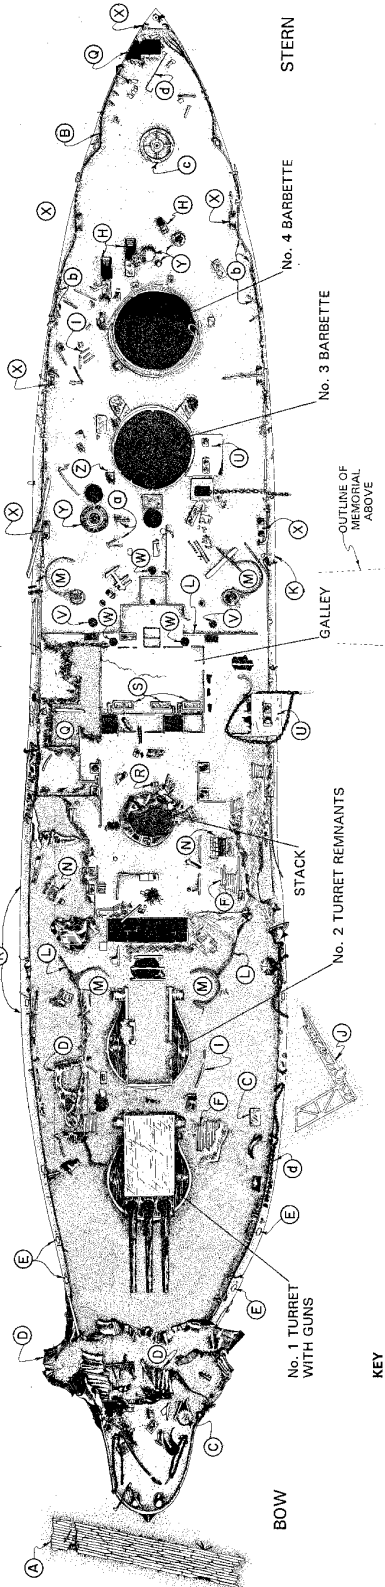 A
D
E
X
X
L
X
D
N
Q
V
M
Y
I
b
B
X
Q
X
M
W
Z
a
H
R
S
W
D
W
Y
H
d
c
C
M
N
L
F
I
F
L
V
M
U
b
X
E
C
d
E
U
K
X
J
BOW
No. 1 TURRET
WITH GUNS
No. 2 TURRET REMNANTS
STACK
GALLEY
OUTLINE OF
MEMORIAL
ABOVE
No. 3 BARBETTE
No. 4 BARBETTE
STERN
KEY